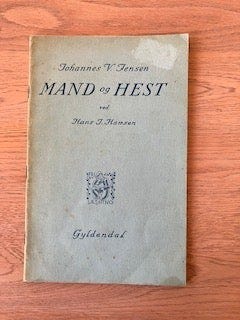 Johannes V. Jensen
MAND og HEST
ved
Hans J. Hansen
Gyldendal